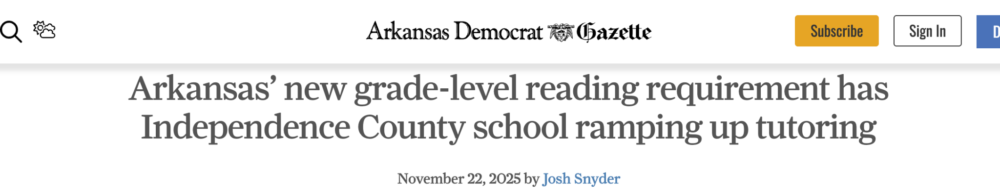 Arkansas Democrat Gazette
Subscribe
Sign In
D
Arkansas’ new grade-level reading requirement has
Independence County school ramping up tutoring
November 22, 2025 by Josh Snyder